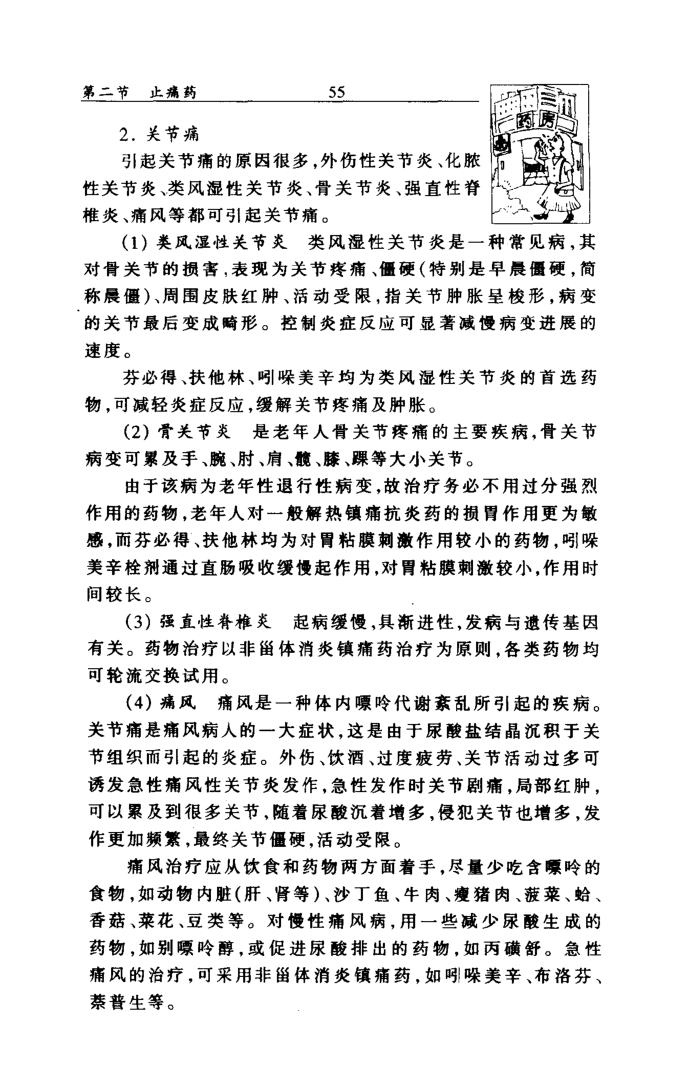 第二节　止痛药　55
药房
2. 关节痛
引起关节痛的原因很多,外伤性关节炎、化脓
性关节炎、类风湿性关节炎、骨关节炎、强直性脊
椎炎、痛风等都可引起关节痛。
(1) 类风湿性关节炎　类风湿性关节炎是一种常见病,其
对骨关节的损害,表现为关节疼痛、僵硬(特别是早晨僵硬,简
称晨僵)、周围皮肤红肿、活动受限,指关节肿胀呈梭形,病变
的关节最后变成畸形。控制炎症反应可显著减慢病变进展的
速度。
芬必得、扶他林、吲哚美辛均为类风湿性关节炎的首选药
物,可减轻炎症反应,缓解关节疼痛及肿胀。
(2) 骨关节炎　是老年人骨关节疼痛的主要疾病,骨关节
病变可累及手、腕、肘、肩、髋、膝、踝等大小关节。
由于该病为老年性退行性病变,故治疗务必不用过分强烈
作用的药物,老年人对一般解热镇痛抗炎药的损胃作用更为敏
感,而芬必得、扶他林均为对胃粘膜刺激作用较小的药物,吲哚
美辛栓剂通过直肠吸收缓慢起作用,对胃粘膜刺激较小,作用时
间较长。
(3) 强直性脊椎炎　起病缓慢,具渐进性,发病与遗传基因
有关。药物治疗以非甾体消炎镇痛药治疗为原则,各类药物均
可轮流交换试用。
(4) 痛风　痛风是一种体内嘌呤代谢紊乱所引起的疾病。
关节痛是痛风病人的一大症状,这是由于尿酸盐结晶沉积于关
节组织而引起的炎症。外伤、饮酒、过度疲劳、关节活动过多可
诱发急性痛风性关节炎发作,急性发作时关节剧痛,局部红肿,
可以累及到很多关节,随着尿酸沉着增多,侵犯关节也增多,发
作更加频繁,最终关节僵硬,活动受限。
痛风治疗应从饮食和药物两方面着手,尽量少吃含嘌呤的
食物,如动物内脏(肝、肾等)、沙丁鱼、牛肉、瘦猪肉、菠菜、蛤、
香菇、菜花、豆类等。对慢性痛风病,用一些减少尿酸生成的
药物,如别嘌呤醇,或促进尿酸排出的药物,如丙磺舒。急性
痛风的治疗,可采用非甾体消炎镇痛药,如吲哚美辛、布洛芬、
萘普生等。